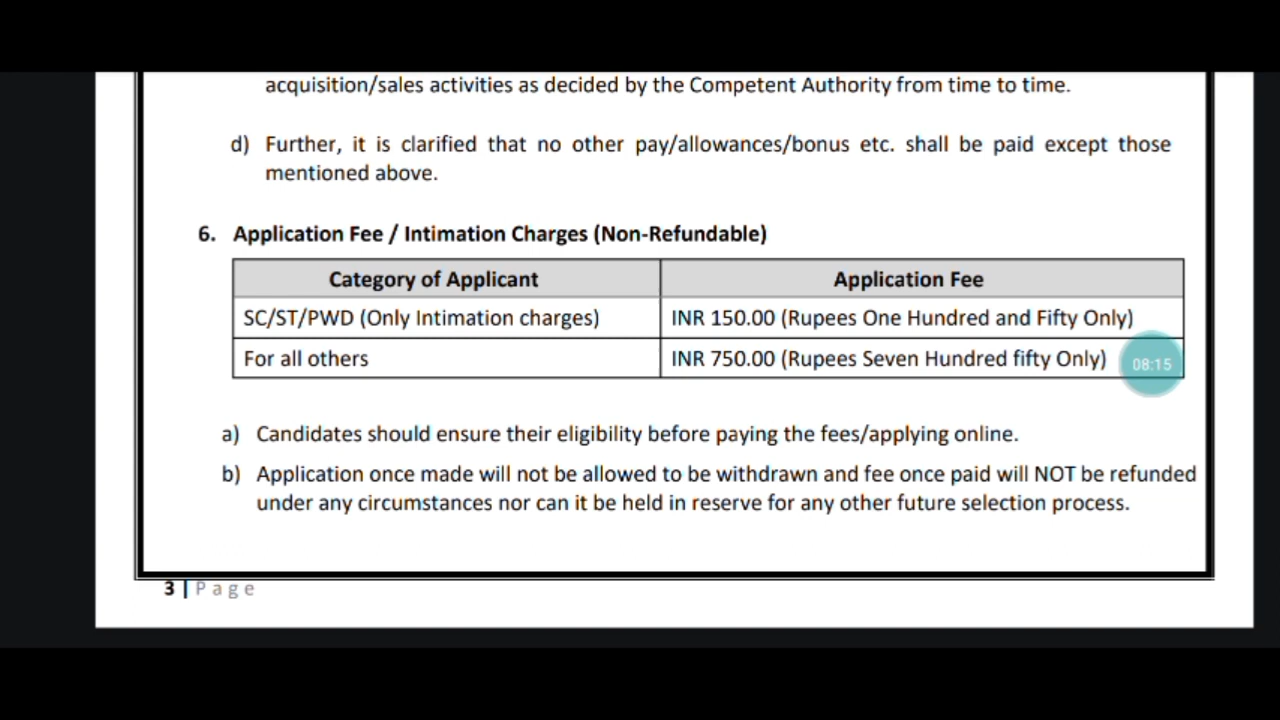 acquisition/sales activities as decided by the Competent Authority from time to time.
d) Further, it is clarified that no other pay/allowances/bonus etc. shall be paid except those
mentioned above.
6. Application Fee / Intimation Charges (Non-Refundable)
Category of Applicant Application Fee
SC/ST/PWD (Only Intimation charges) INR 150.00 (Rupees One Hundred and Fifty Only)
For all others INR 750.00 (Rupees Seven Hundred fifty Only)
08:15
a) Candidates should ensure their eligibility before paying the fees/applying online.
b) Application once made will not be allowed to be withdrawn and fee once paid will NOT be refunded
under any circumstances nor can it be held in reserve for any other future selection process.
3 | Page